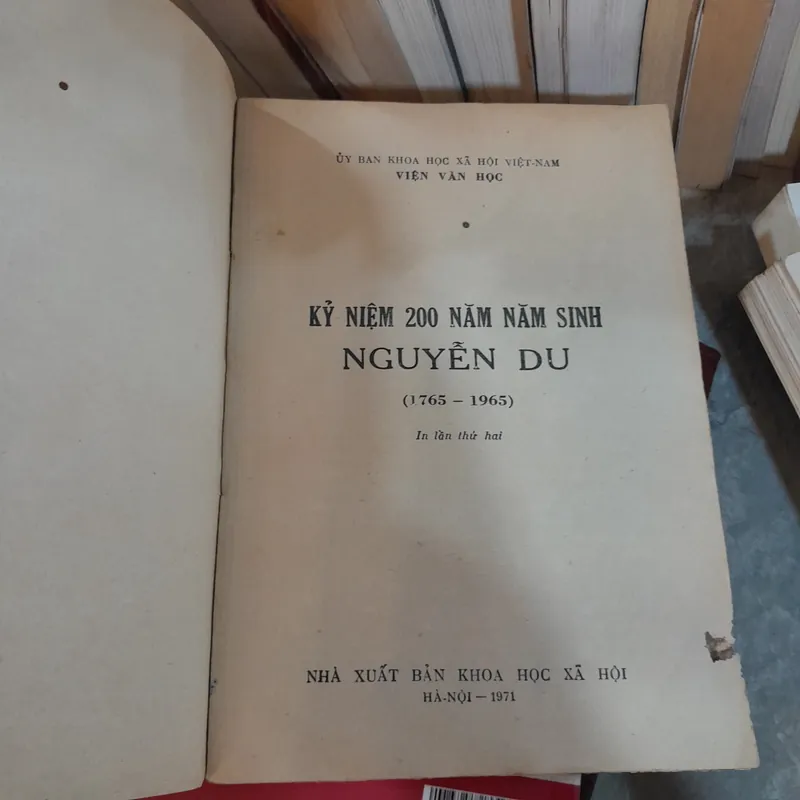 ỦY BAN KHOA HỌC XÃ HỘI VIỆT-NAM
VIỆN VĂN HỌC
KỶ NIỆM 200 NĂM NĂM SINH
NGUYỄN DU
(1765 – 1965)
In lần thứ hai
NHÀ XUẤT BẢN KHOA HỌC XÃ HỘI
HÀ-NỘI — 1971